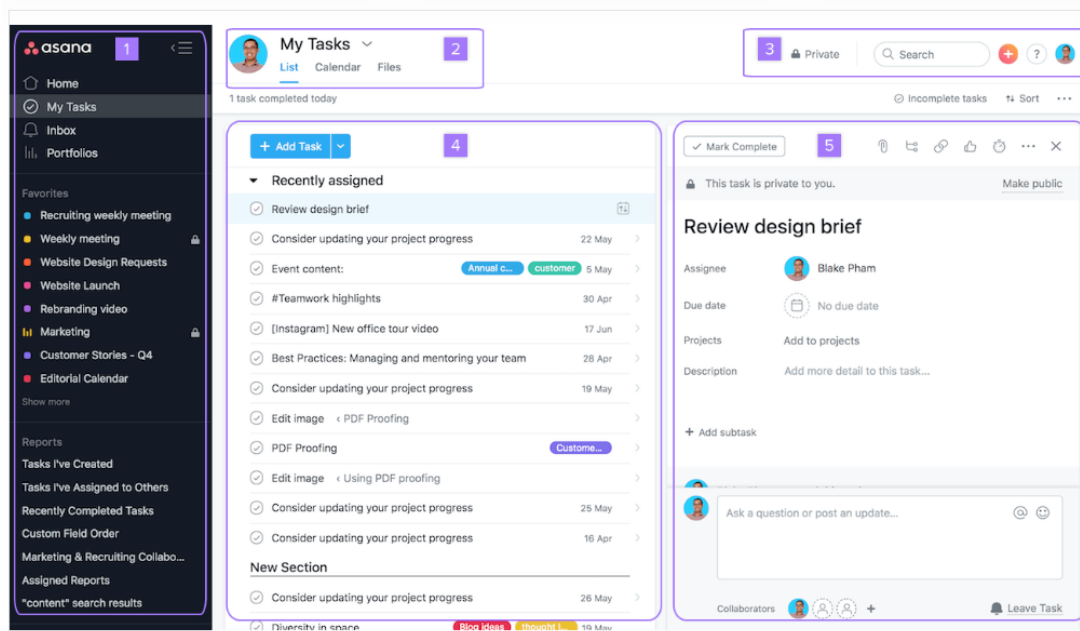 asana
1
Home
My Tasks
Inbox
Portfolios
Favorites
Recruiting weekly meeting
Weekly meeting
Website Design Requests
Website Launch
Rebranding video
Marketing
Customer Stories - Q4
Editorial Calendar
Show more
Reports
Tasks I've Created
Tasks I've Assigned to Others
Recently Completed Tasks
Custom Field Order
Marketing & Recruiting Collabo...
Assigned Reports
"content" search results
My Tasks
2
List Calendar Files
3
Private
Search
?
1 task completed today
Incomplete tasks
Sort
+ Add Task
4
Recently assigned
Review design brief
Consider updating your project progress 22 May
Event content: Annual c... customer 5 May
#Teamwork highlights 30 Apr
[Instagram] New office tour video 17 Jun
Best Practices: Managing and mentoring your team 28 Apr
Consider updating your project progress 19 May
Edit image ‹ PDF Proofing
PDF Proofing Custome...
Edit image ‹ Using PDF proofing
Consider updating your project progress 25 May
Consider updating your project progress 16 Apr
New Section
Consider updating your project progress 26 May
Diversity in space Blog ideas thought l... 19 May
Mark Complete
5
This task is private to you. Make public
Review design brief
Assignee Blake Pham
Due date No due date
Projects Add to projects
Description Add more detail to this task...
+ Add subtask
Ask a question or post an update...
Collaborators + Leave Task